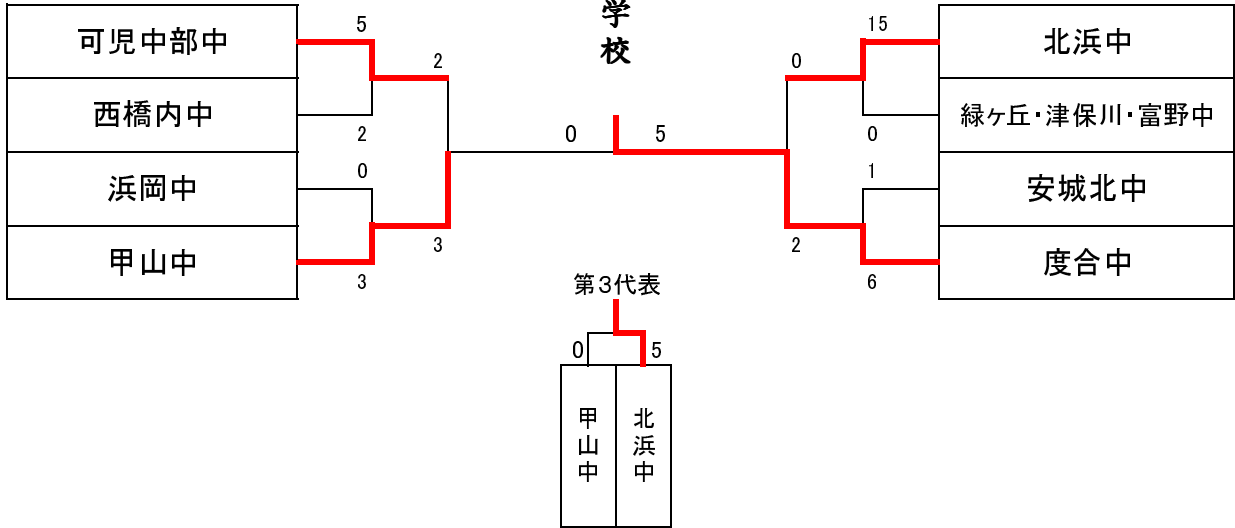 学校
可児中部中
5
2
西橋内中
2
浜岡中
0
甲山中
3
3
0
5
15
北浜中
0
緑ヶ丘・津保川・富野中
0
安城北中
1
度合中
2
6
第3代表
0
5
甲山中
北浜中